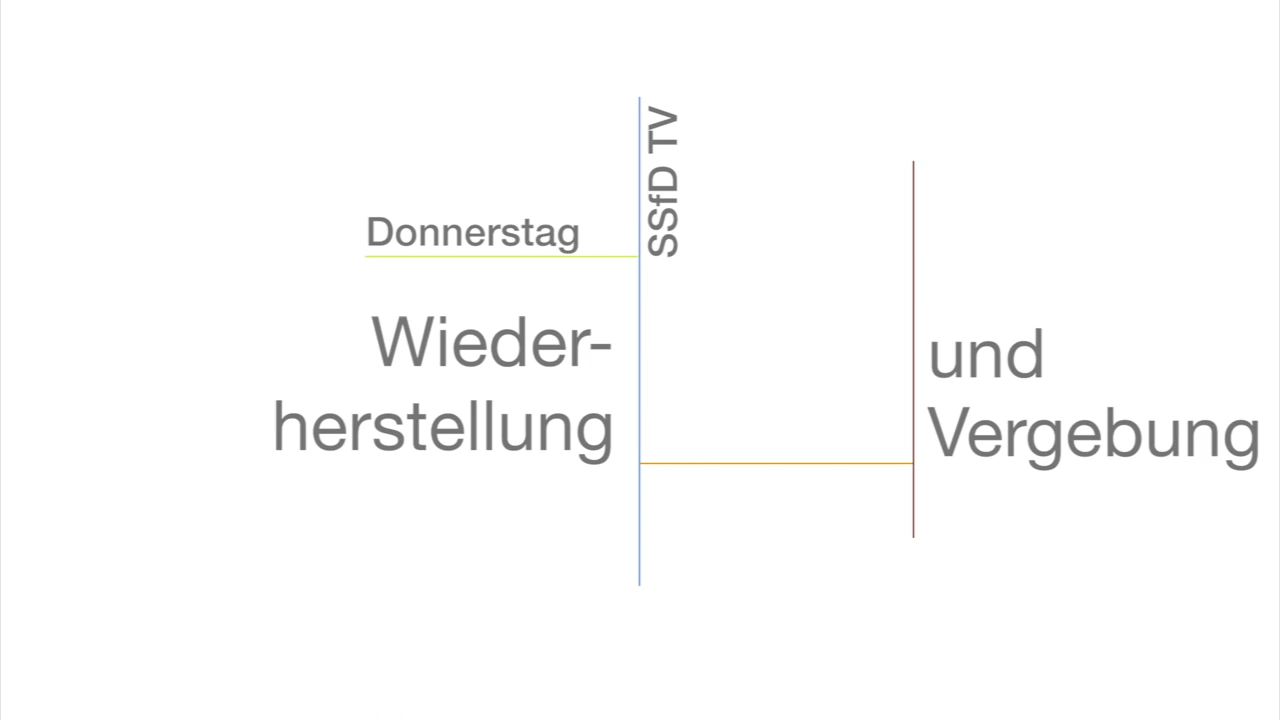 Donnerstag
SSfD TV
Wieder-
herstellung
und
Vergebung